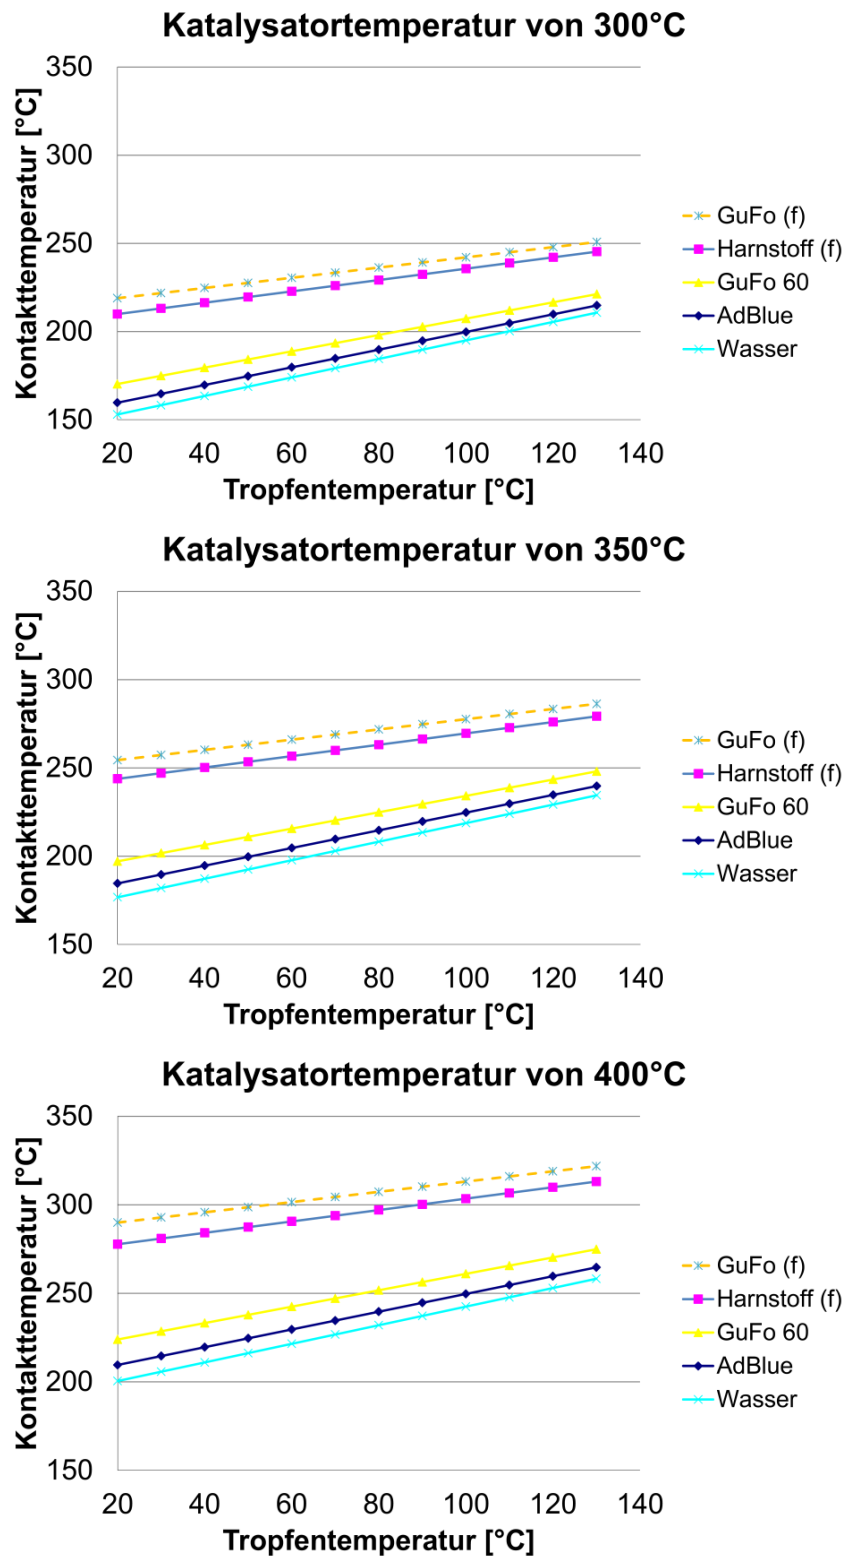 Katalysatortemperatur von 300°C
Kontakttemperatur [°C]
350
300
250
200
150
20 40 60 80 100 120 140
Tropfentemperatur [°C]
GuFo (f)
Harnstoff (f)
GuFo 60
AdBlue
Wasser
Katalysatortemperatur von 350°C
Kontakttemperatur [°C]
350
300
250
200
150
20 40 60 80 100 120 140
Tropfentemperatur [°C]
GuFo (f)
Harnstoff (f)
GuFo 60
AdBlue
Wasser
Katalysatortemperatur von 400°C
Kontakttemperatur [°C]
350
300
250
200
150
20 40 60 80 100 120 140
Tropfentemperatur [°C]
GuFo (f)
Harnstoff (f)
GuFo 60
AdBlue
Wasser